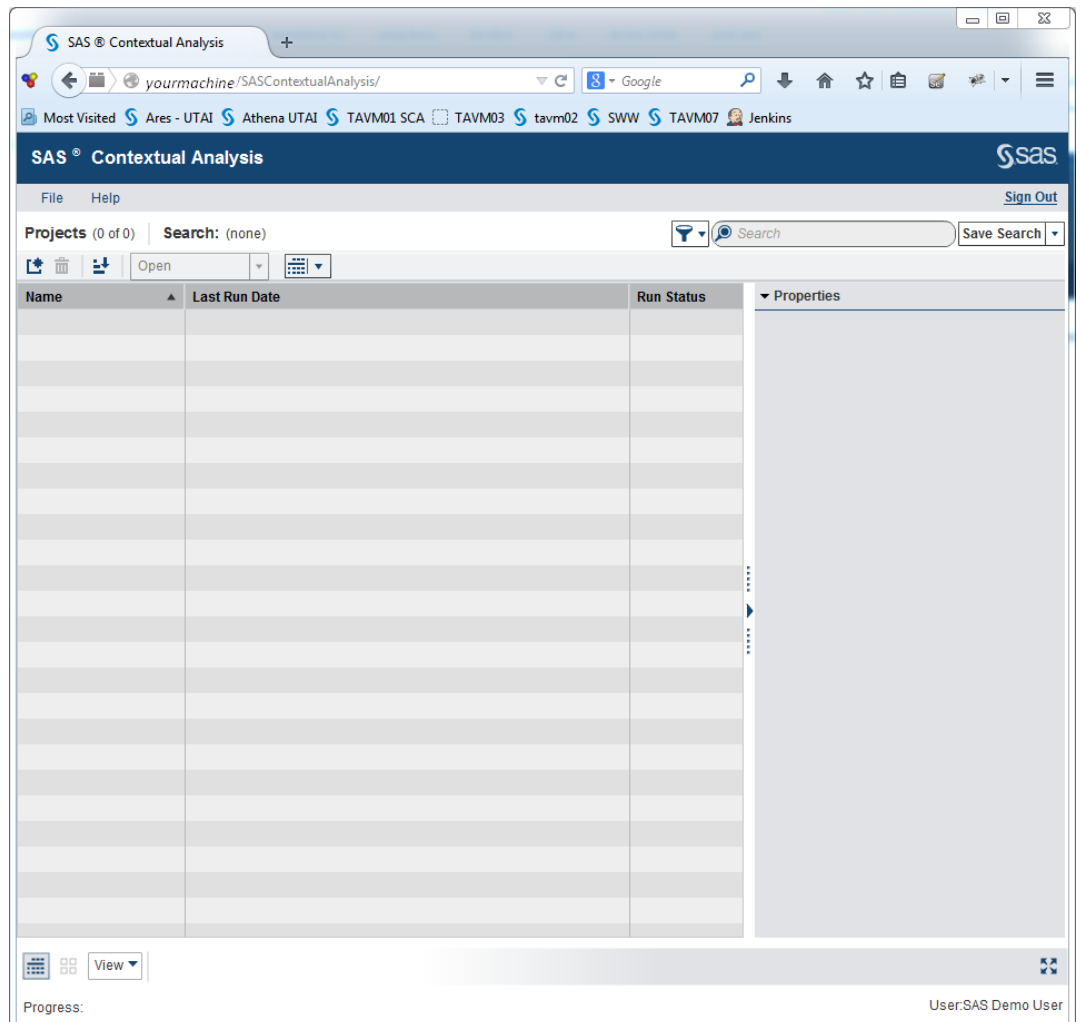 SAS ® Contextual Analysis
yourmachine/SASContextualAnalysis/ 8 Google
Most Visited Ares - UTAI Athena UTAI TAVM01 SCA TAVM03 tavm02 SWW TAVM07 Jenkins
SAS ® Contextual Analysis sas
File Help Sign Out
Projects (0 of 0) Search: (none) Search Save Search
Open
Name Last Run Date Run Status Properties
View
Progress: User:SAS Demo User